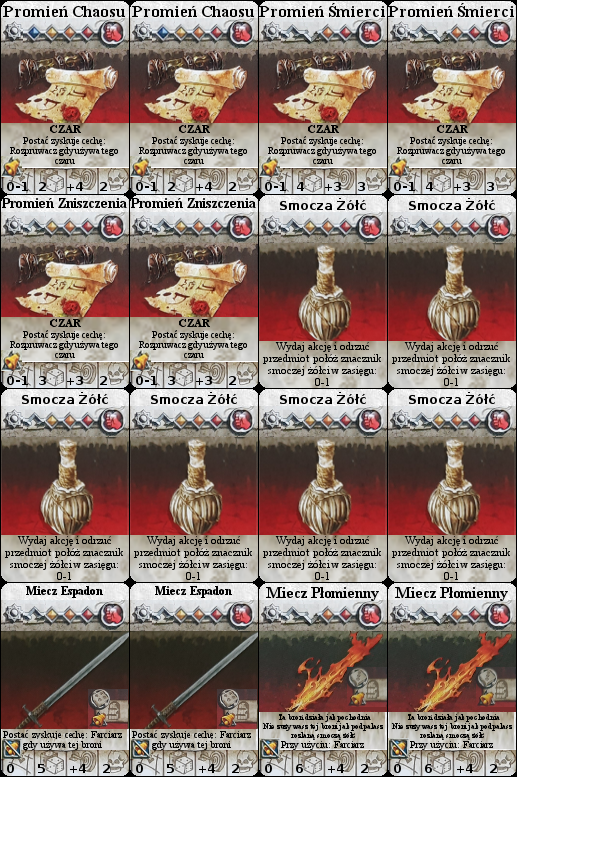 Promień Chaosu
CZAR
Postać zyskuje cechę:
Rozpruwacz gdy używa tego
czaru
0-1 2 +4 2
Promień Chaosu
CZAR
Postać zyskuje cechę:
Rozpruwacz gdy używa tego
czaru
0-1 2 +4 2
Promień Śmierci
CZAR
Postać zyskuje cechę:
Rozpruwacz gdy używa tego
czaru
0-1 4 +3 3
Promień Śmierci
CZAR
Postać zyskuje cechę:
Rozpruwacz gdy używa tego
czaru
0-1 4 +3 3
Promień Zniszczenia
CZAR
Postać zyskuje cechę:
Rozpruwacz gdy używa tego
czaru
0-1 3 +3 2
Promień Zniszczenia
CZAR
Postać zyskuje cechę:
Rozpruwacz gdy używa tego
czaru
0-1 3 +3 2
Smocza Żółć
Wydaj akcję i odrzuć
przedmiot połóż znacznik
smoczej żółci w zasięgu:
0-1
Smocza Żółć
Wydaj akcję i odrzuć
przedmiot połóż znacznik
smoczej żółci w zasięgu:
0-1
Smocza Żółć
Wydaj akcję i odrzuć
przedmiot połóż znacznik
smoczej żółci w zasięgu:
0-1
Smocza Żółć
Wydaj akcję i odrzuć
przedmiot połóż znacznik
smoczej żółci w zasięgu:
0-1
Smocza Żółć
Wydaj akcję i odrzuć
przedmiot połóż znacznik
smoczej żółci w zasięgu:
0-1
Smocza Żółć
Wydaj akcję i odrzuć
przedmiot połóż znacznik
smoczej żółci w zasięgu:
0-1
Miecz Espadon
Postać zyskuje cechę: Farciarz
gdy używa tej broni
0 5 +4 2
Miecz Espadon
Postać zyskuje cechę: Farciarz
gdy używa tej broni
0 5 +4 2
Miecz Płomienny
Ta broń działa jak pochodnia
Przy użyciu: Farciarz
0 6 +4 2
Miecz Płomienny
Ta broń działa jak pochodnia
Przy użyciu: Farciarz
0 6 +4 2